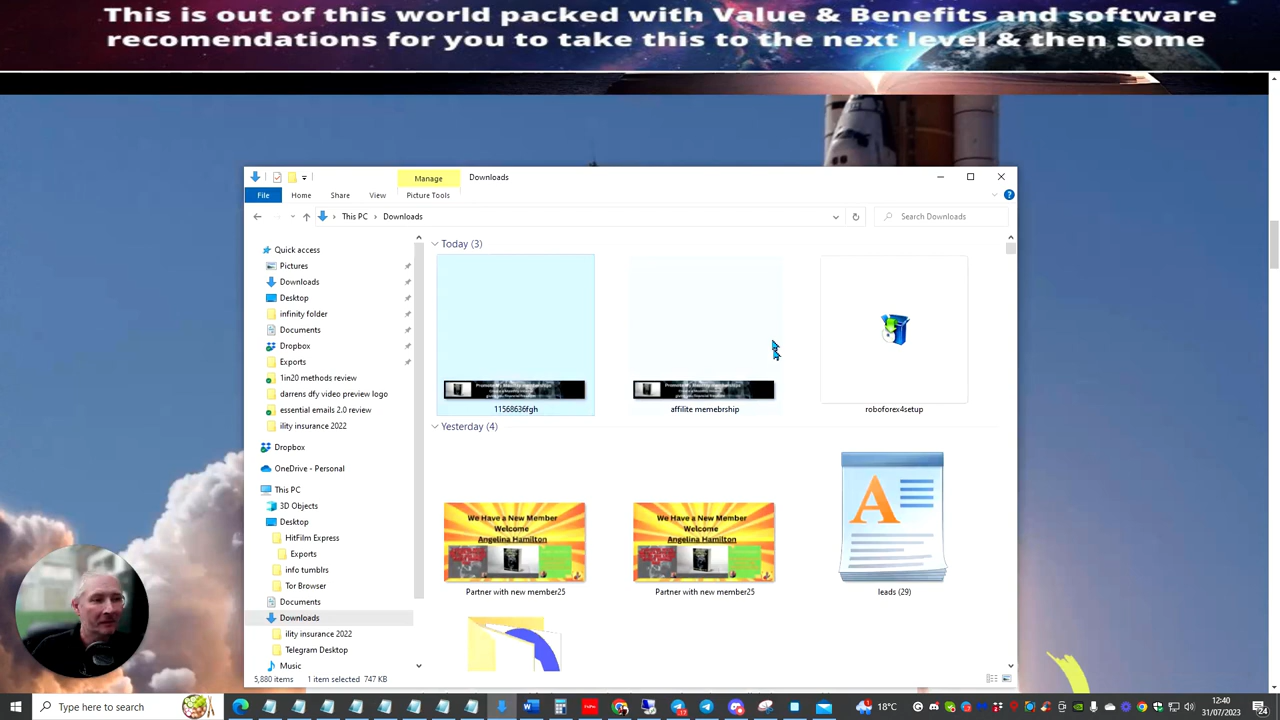 This is out of this world packed with Value & Benefits and software
recomendations for you to take this to the next level & then some
Manage
Downloads
File
Home
Share
View
Picture Tools
This PC
Downloads
Search Downloads
Quick access
Pictures
Downloads
Desktop
infinity folder
Documents
Dropbox
Exports
1in20 methods review
darrens dfy video preview logo
essential emails 2.0 review
ility insurance 2022
Dropbox
OneDrive - Personal
This PC
3D Objects
Desktop
HitFilm Express
Exports
info tumblrs
Tor Browser
Documents
Downloads
ility insurance 2022
Telegram Desktop
Music
Today (3)
11568636fgh
affilite memebrship
roboforex4setup
Yesterday (4)
We Have a New Member
Welcome
Angelina Hamilton
We Have a New Member
Welcome
Angelina Hamilton
Partner with new member25
Partner with new member25
leads (29)
5,880 items
1 item selected 747 KB
Type here to search
18°C
12:40
31/07/2023